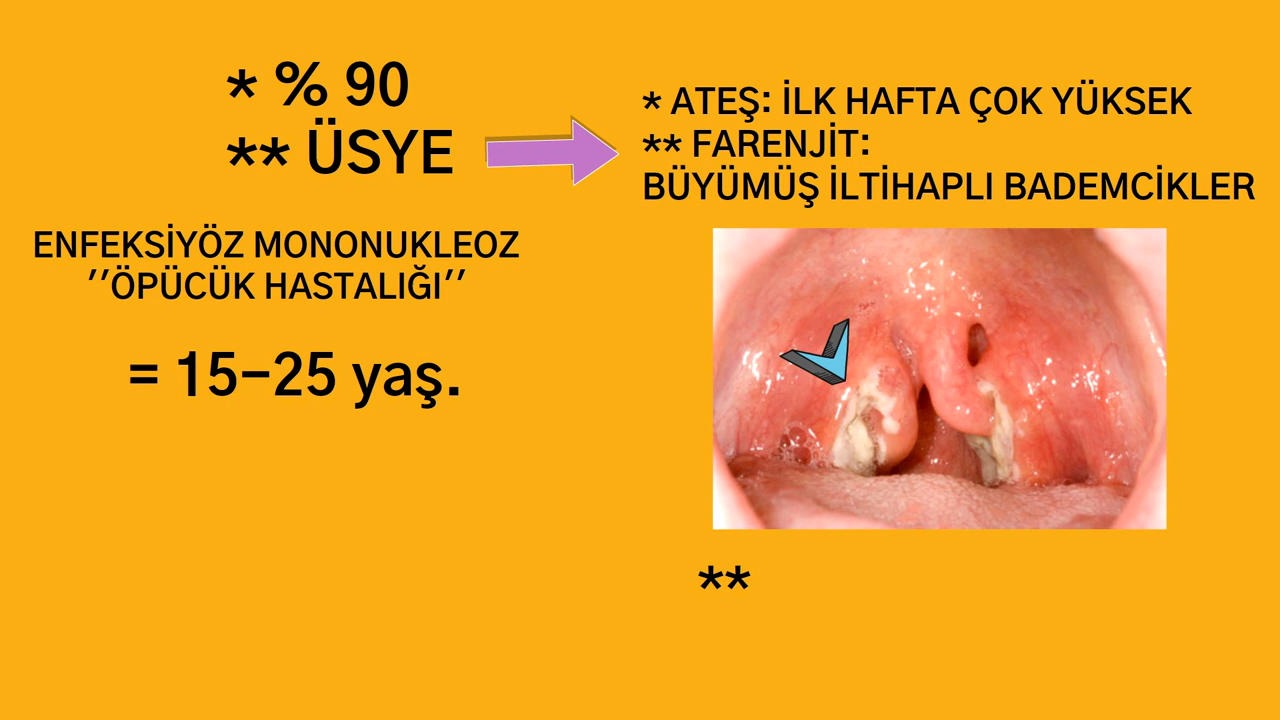 * % 90
** ÜSYE
ENFEKSİYÖZ MONONUKLEOZ
’’ÖPÜCÜK HASTALIĞI’’
= 15-25 yaş.
* ATEŞ: İLK HAFTA ÇOK YÜKSEK
** FARENJİT:
BÜYÜMÜŞ İLTİHAPLI BADEMCİKLER
**